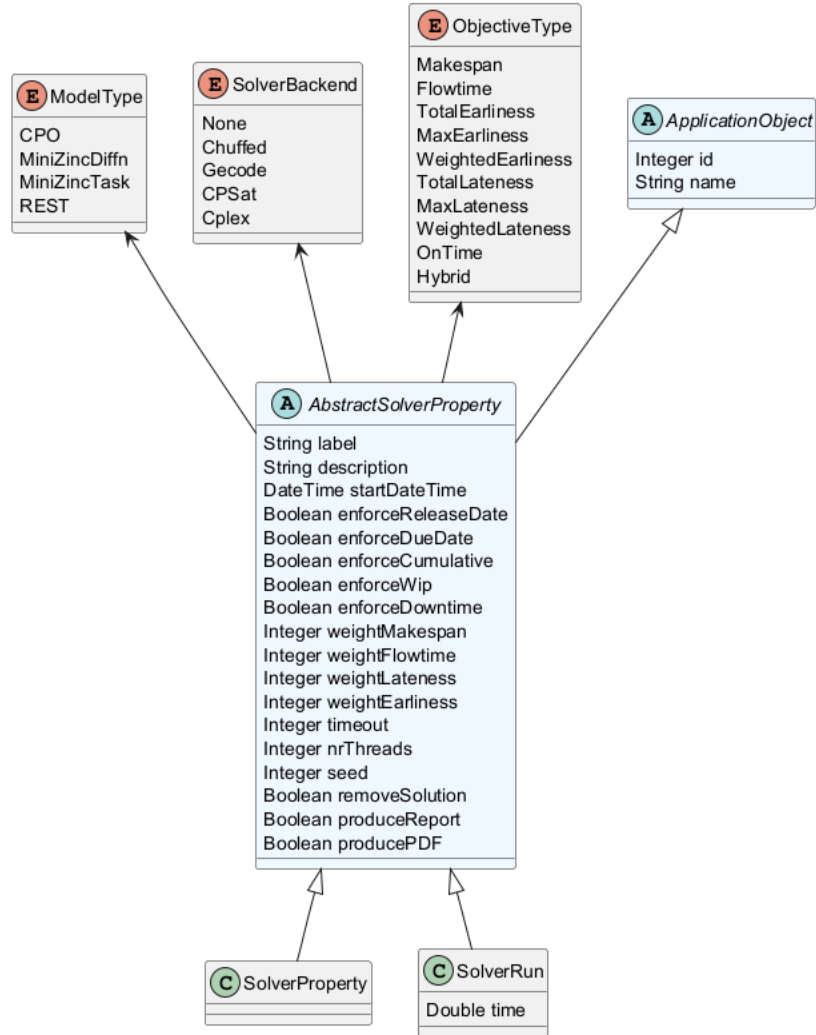 E ObjectiveType
Makespan
Flowtime
TotalEarliness
MaxEarliness
WeightedEarliness
TotalLateness
MaxLateness
WeightedLateness
OnTime
Hybrid
E SolverBackend
None
Chuffed
Gecode
CPSat
Cplex
E ModelType
CPO
MiniZincDiffn
MiniZincTask
REST
A ApplicationObject
Integer id
String name
A AbstractSolverProperty
String label
String description
DateTime startDateTime
Boolean enforceReleaseDate
Boolean enforceDueDate
Boolean enforceCumulative
Boolean enforceWip
Boolean enforceDowntime
Integer weightMakespan
Integer weightFlowtime
Integer weightLateness
Integer weightEarliness
Integer timeout
Integer nrThreads
Integer seed
Boolean removeSolution
Boolean produceReport
Boolean producePDF
C SolverProperty
C SolverRun
Double time